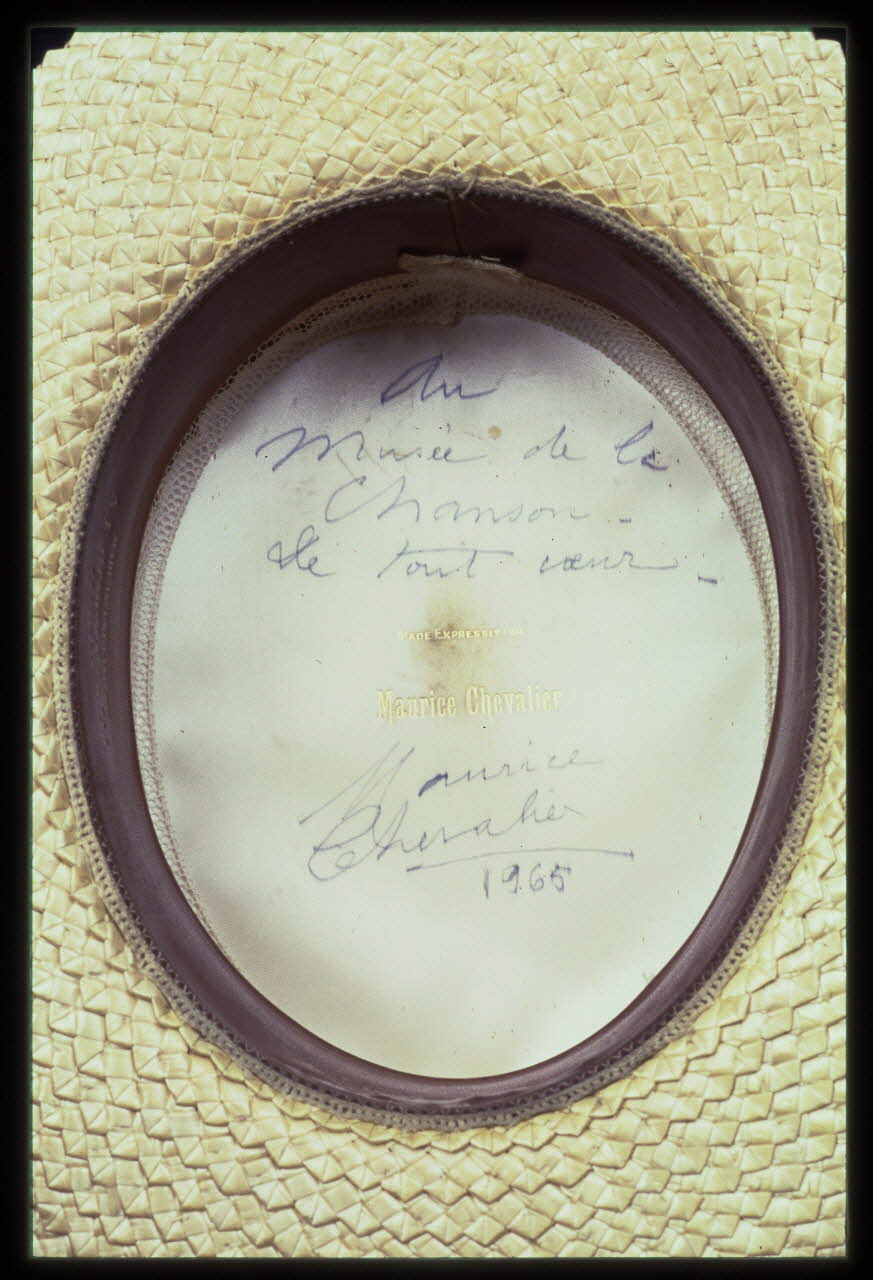 Au
Musée de la
Chanson.
De tout cœur -
MADE EXPRESSLY FOR
Maurice Chevalier
Maurice
Chevalier
1965